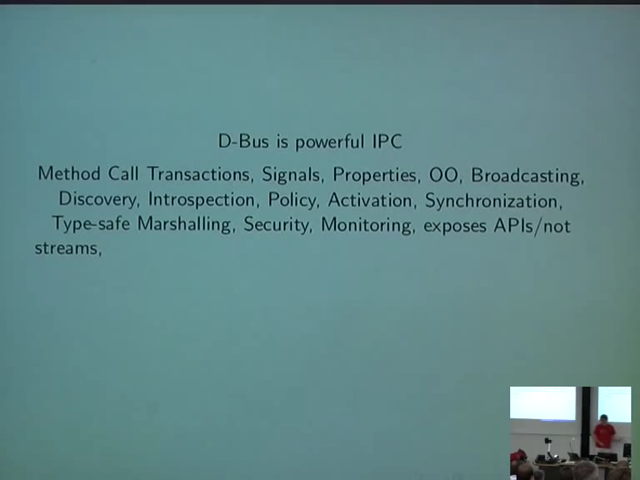 D-Bus is powerful IPC
Method Call Transactions, Signals, Properties, OO, Broadcasting,
Discovery, Introspection, Policy, Activation, Synchronization,
Type-safe Marshalling, Security, Monitoring, exposes APIs/not
streams,